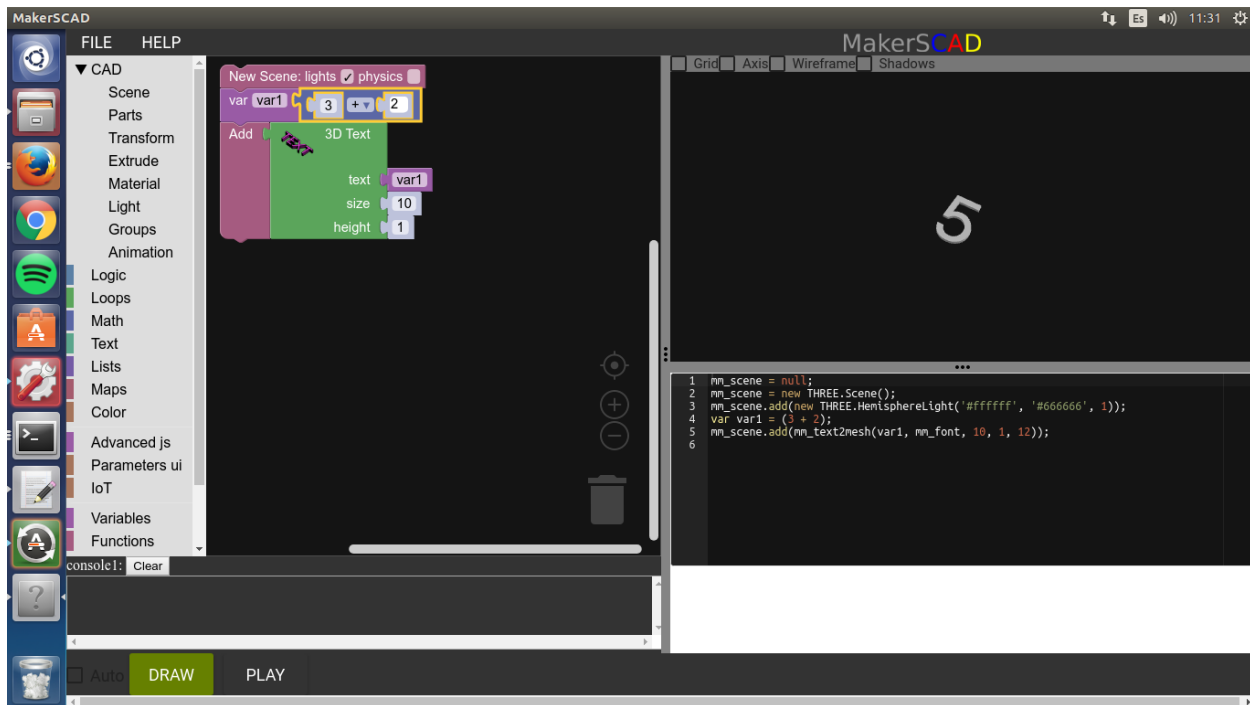 MakerSCAD
Es 11:31
FILE HELP
MakerSCAD
CAD
Scene
Parts
Transform
Extrude
Material
Light
Groups
Animation
Logic
Loops
Math
Text
Lists
Maps
Color
Advanced js
Parameters ui
IoT
Variables
Functions
New Scene: lights physics
var var1 3 + 2
Add 3D Text
text var1
size 10
height 1
Grid Axis Wireframe Shadows
5
1 mm_scene = null;
2 mm_scene = new THREE.Scene();
3 mm_scene.add(new THREE.HemisphereLight('#ffffff', '#666666', 1));
4 var var1 = (3 + 2);
5 mm_scene.add(mm_text2mesh(var1, mm_font, 10, 1, 12));
6
console1: Clear
Auto DRAW PLAY